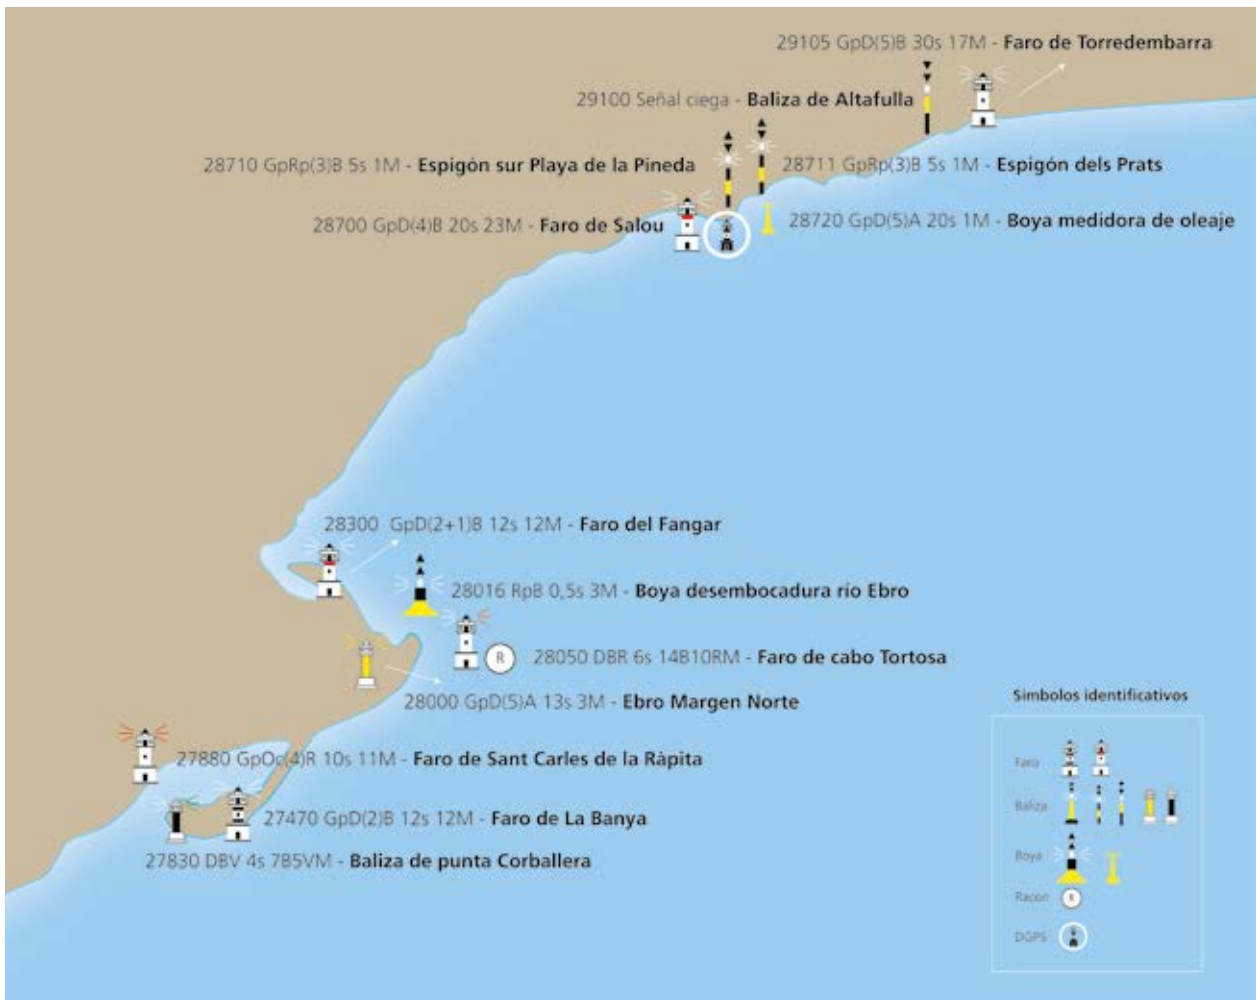 29105 GpD(5)B 30s 17M - Faro de Torredembarra
29100 Señal ciega - Baliza de Altafulla
28710 GpRp(3)B 5s 1M - Espigón sur Playa de la Pineda
28711 GpRp(3)B 5s 1M - Espigón dels Prats
28700 GpD(4)B 20s 23M - Faro de Salou
28720 GpD(5)A 20s 1M - Boya medidora de oleaje
28300 GpD(2+1)B 12s 12M - Faro del Fangar
28016 RpB 0,5s 3M - Boya desembocadura río Ebro
R
28050 DBR 6s 14B10RM - Faro de cabo Tortosa
28000 GpD(5)A 13s 3M - Ebro Margen Norte
27880 GpOc(4)R 10s 11M - Faro de Sant Carles de la Ràpita
27470 GpD(2)B 12s 12M - Faro de La Banya
27830 DBV 4s 7B5VM - Baliza de punta Corballera
Símbolos identificativos
Faro
Baliza
Boya
Racon
R
DGPS